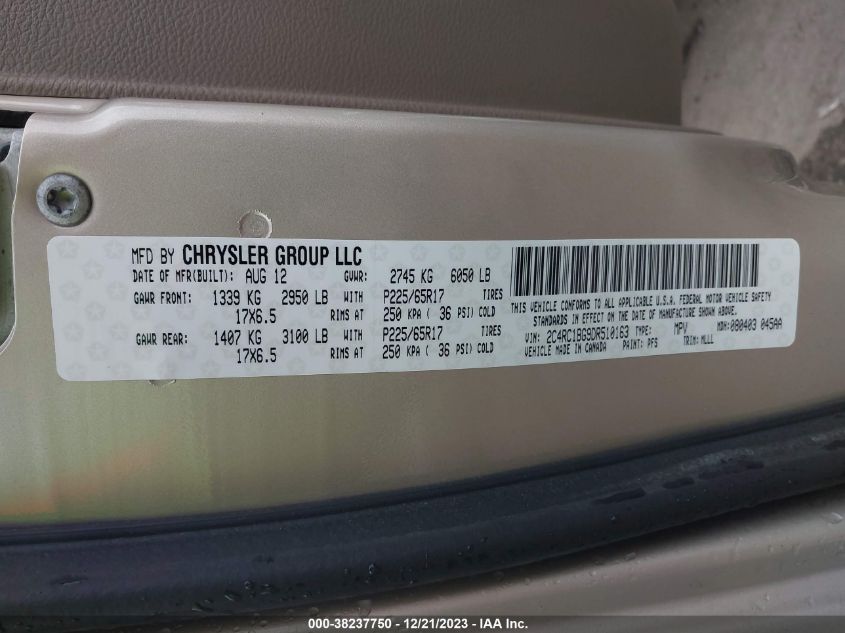 MFD BY CHRYSLER GROUP LLC
DATE OF MFR(BUILT): AUG 12 GVWR: 2745 KG 6050 LB
GAWR FRONT: 1339 KG 2950 LB WITH P225/65R17 TIRES
17X6.5 RIMS AT 250 KPA ( 36 PSI) COLD
GAWR REAR: 1407 KG 3100 LB WITH P225/65R17 TIRES
17X6.5 RIMS AT 250 KPA ( 36 PSI) COLD
THIS VEHICLE CONFORMS TO ALL APPLICABLE U.S.A. FEDERAL MOTOR VEHICLE SAFETY
STANDARDS IN EFFECT ON THE DATE OF MANUFACTURE SHOWN ABOVE.
VIN: 2C4RC1BG9DR510163 TYPE: MPV MDH: 080403 045AA
VEHICLE MADE IN CANADA PAINT: PFS TRIM: MLLL
000-38237750 - 12/21/2023 - IAA Inc.